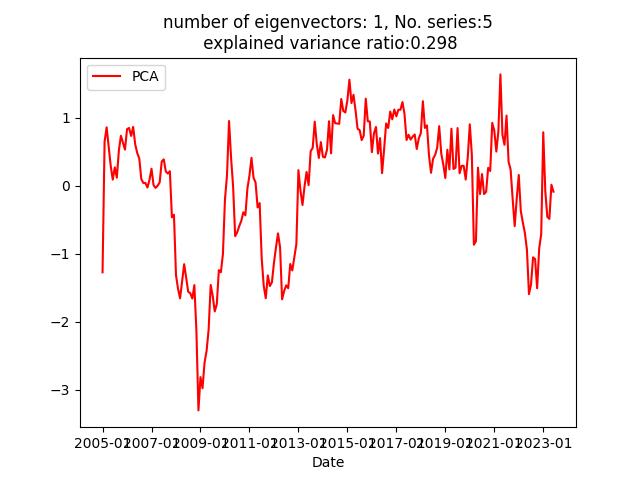 number of eigenvectors: 1, No. series:5
explained variance ratio:0.298
PCA
1
0
−1
−2
−3
2005-01 2007-01 2009-01 2011-01 2013-01 2015-01 2017-01 2019-01 2021-01 2023-01
Date